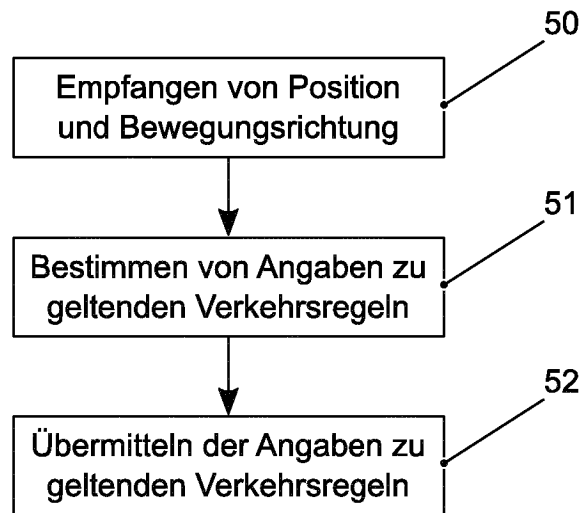 50
Empfangen von Position
und Bewegungsrichtung
51
Bestimmen von Angaben zu
geltenden Verkehrsregeln
52
Übermitteln der Angaben zu
geltenden Verkehrsregeln